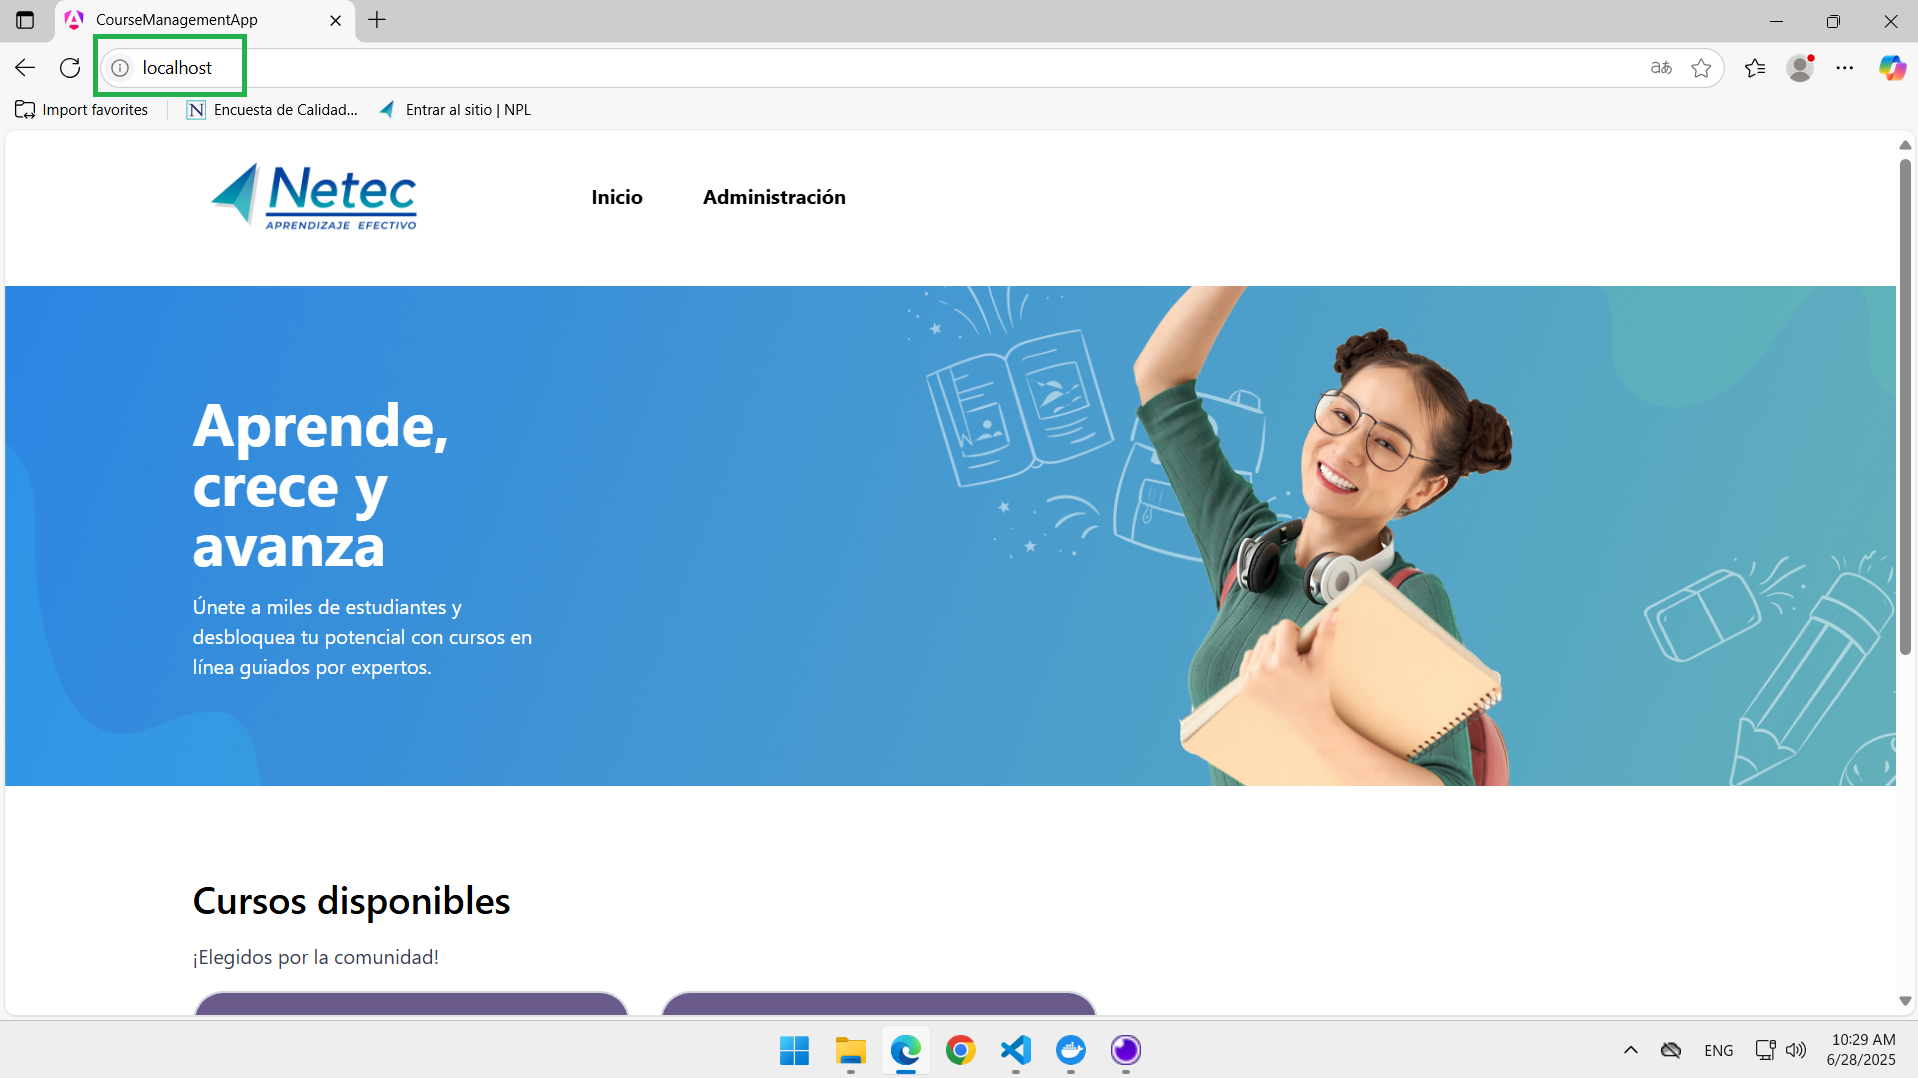 CourseManagementApp
localhost
Import favorites
Encuesta de Calidad...
Entrar al sitio | NPL
Netec
APRENDIZAJE EFECTIVO
Inicio
Administración
Aprende,
crece y
avanza
Únete a miles de estudiantes y
desbloquea tu potencial con cursos en
línea guiados por expertos.
Cursos disponibles
¡Elegidos por la comunidad!
ENG
10:29 AM
6/28/2025